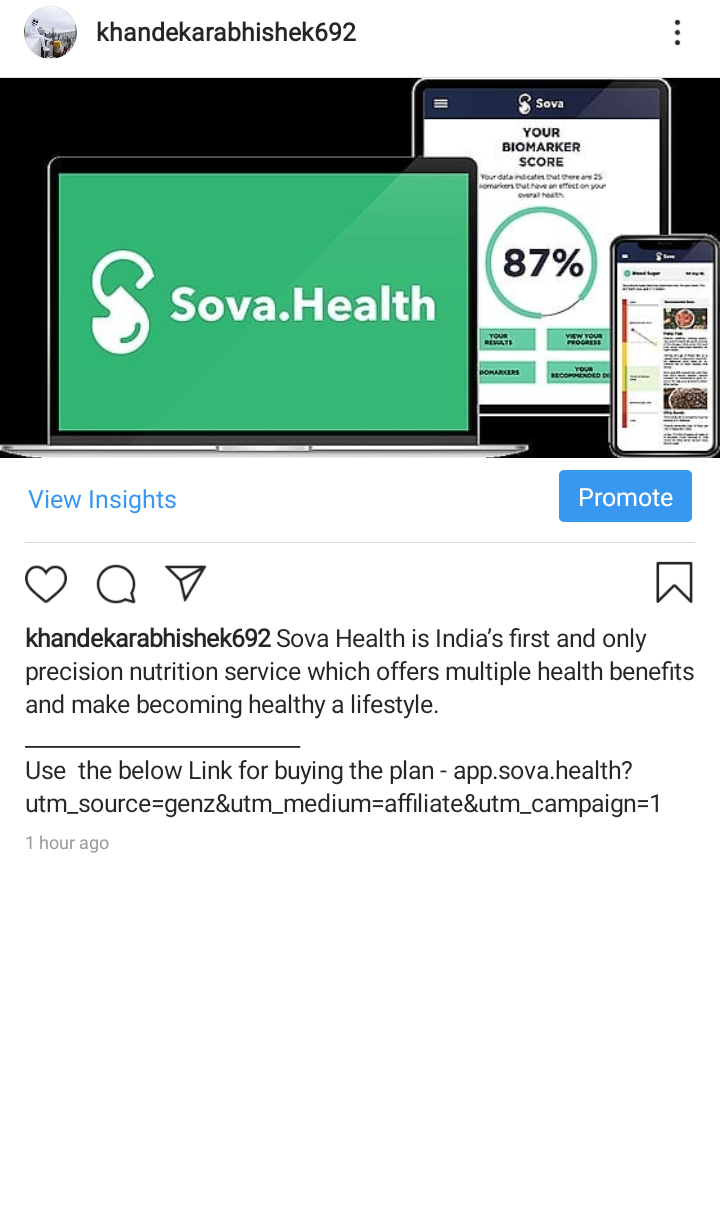 khandekarabhishek692
Sova
YOUR
BIOMARKER
SCORE
Your data indicates that there are 25
biomarkers that have an effect on your
overall health.
87%
YOUR
RESULTS
VIEW YOUR
PROGRESS
BIOMARKERS
YOUR
RECOMMENDED DI
Sova.Health
Sova
Blood Sugar
View Insights
Promote
khandekarabhishek692 Sova Health is India’s first and only
precision nutrition service which offers multiple health benefits
and make becoming healthy a lifestyle.
______________________
Use  the below Link for buying the plan - app.sova.health?
utm_source=genz&utm_medium=affiliate&utm_campaign=1
1 hour ago